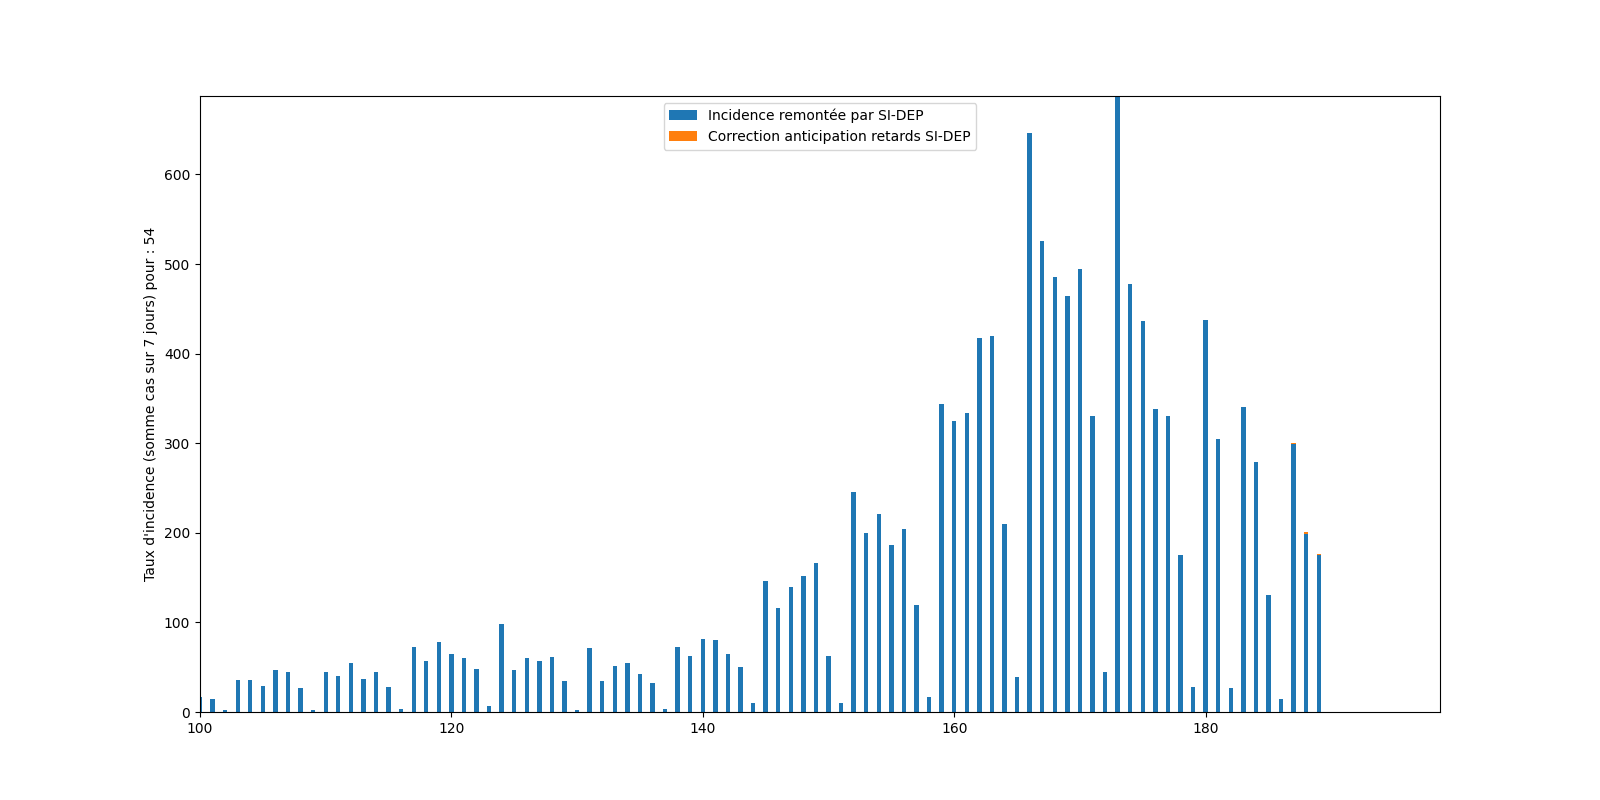 Incidence remontée par SI-DEP
Correction anticipation retards SI-DEP
Taux d'incidence (somme cas sur 7 jours) pour : 54
600
500
400
300
200
100
0
100 120 140 160 180